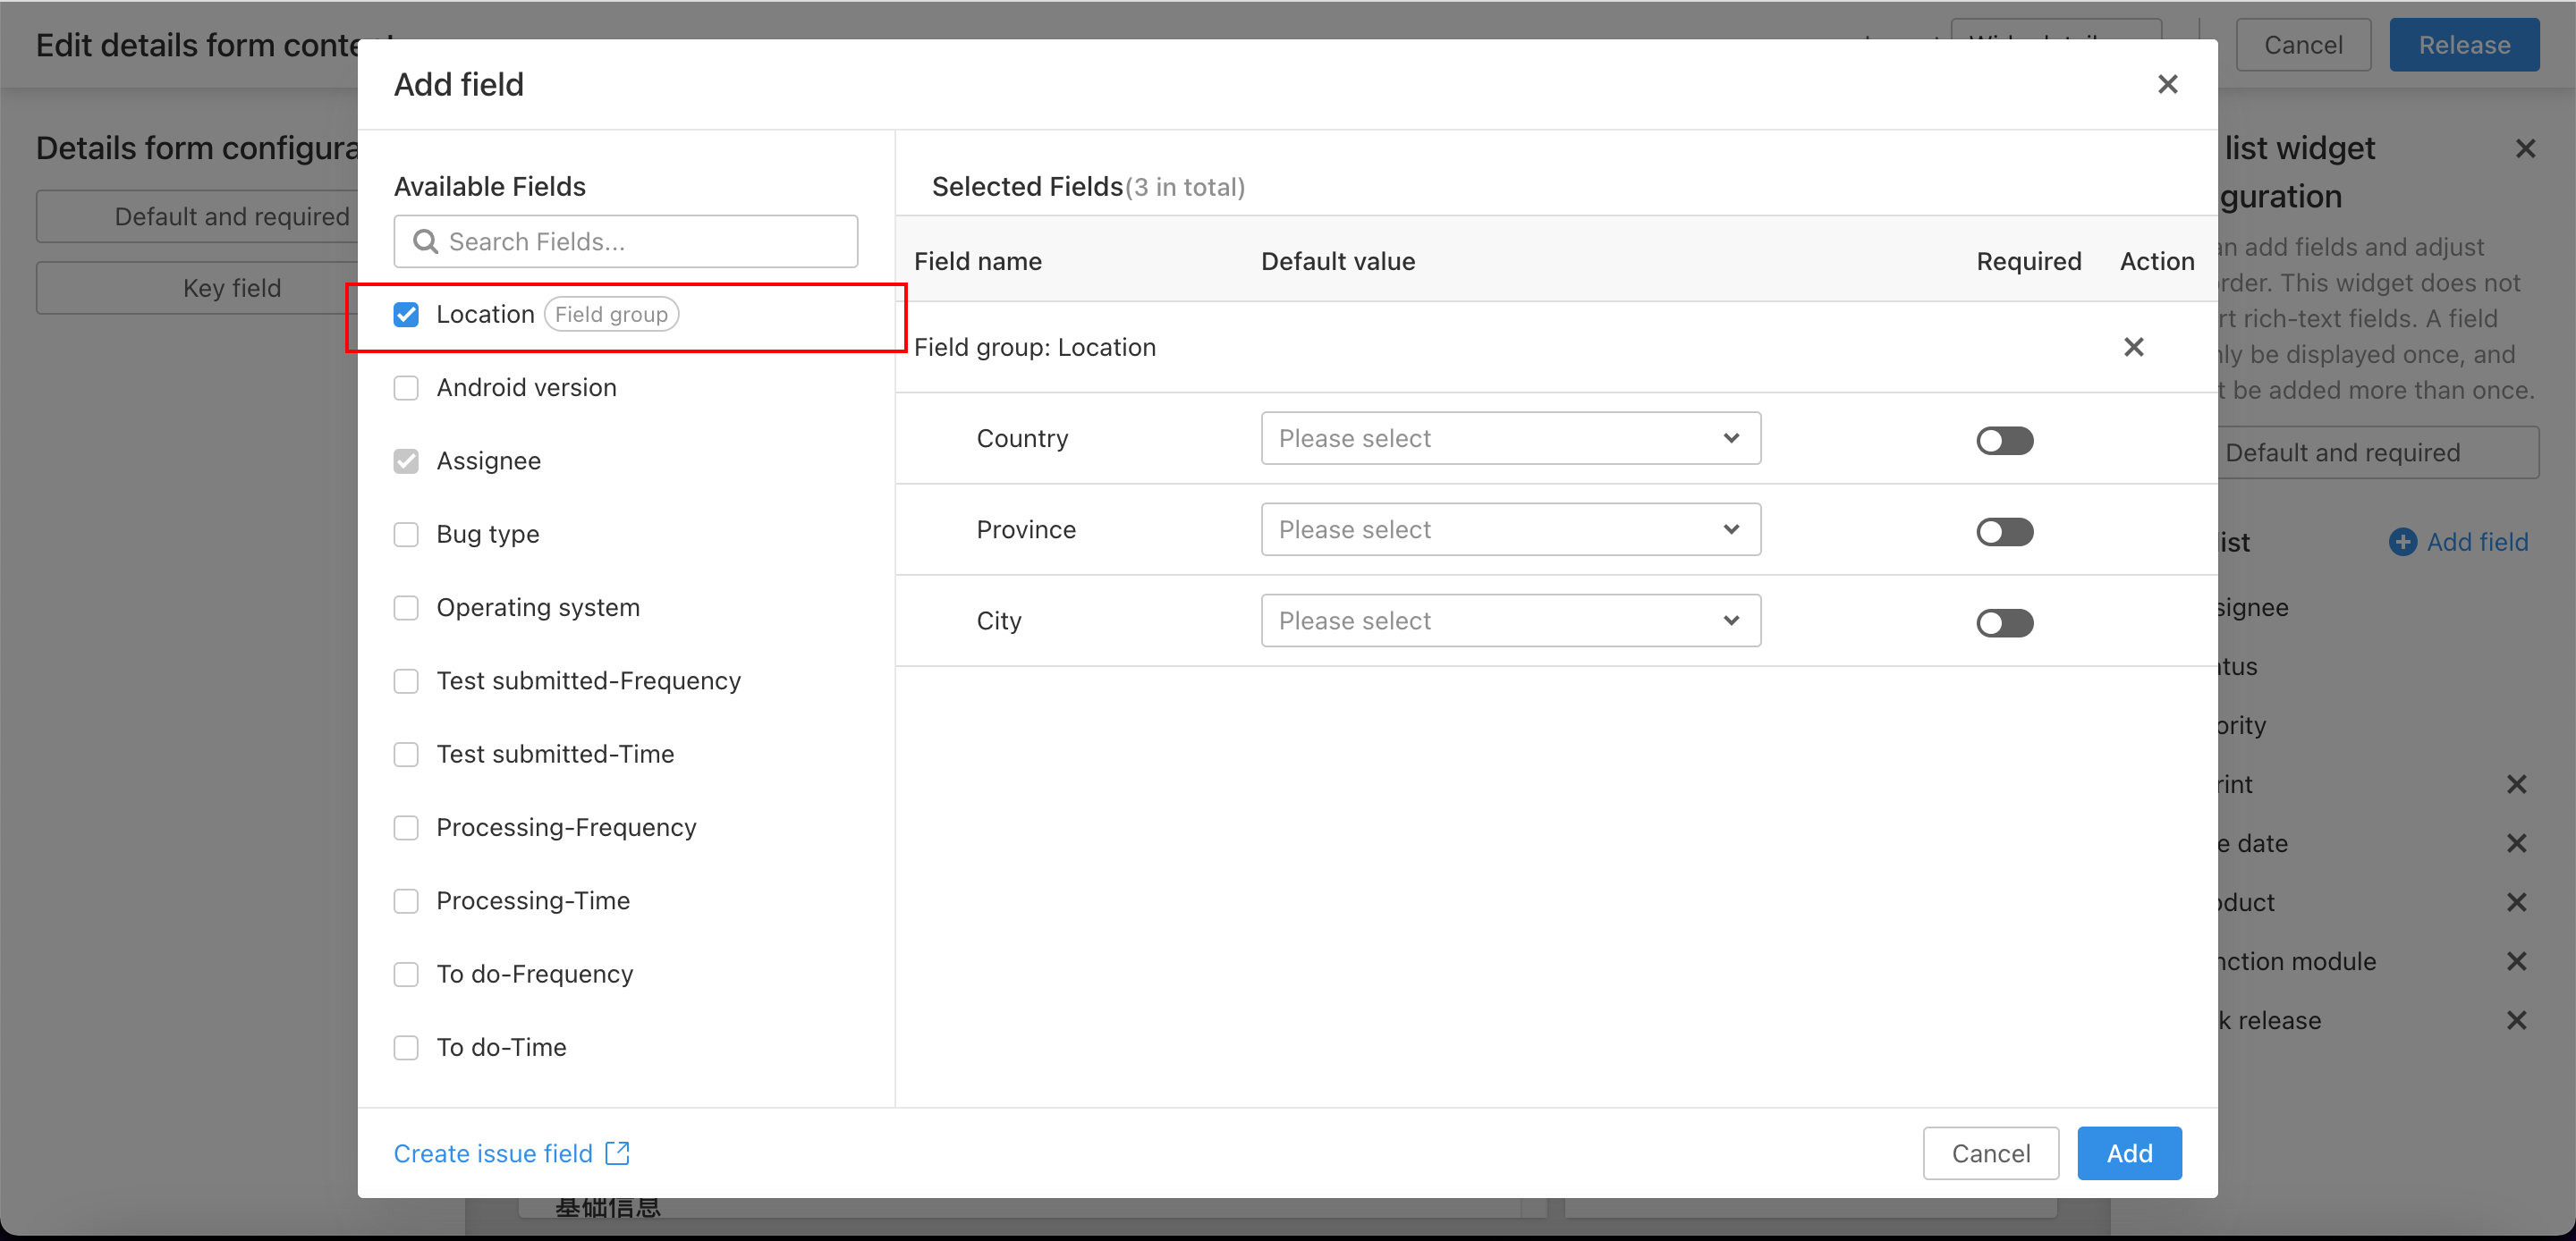 Edit details form conte
Cancel
Release
Add field
Details form configura
Default and required
Key field
Available Fields
Search Fields...
Location Field group
Android version
Assignee
Bug type
Operating system
Test submitted-Frequency
Test submitted-Time
Processing-Frequency
Processing-Time
To do-Frequency
To do-Time
Create issue field
Selected Fields(3 in total)
Field name Default value Required Action
Field group: Location
Country Please select
Province Please select
City Please select
Cancel
Add
list widget
guration
an add fields and adjust
rder. This widget does not
rt rich-text fields. A field
nly be displayed once, and
t be added more than once.
Default and required
ist
Add field
signee
atus
ority
rint
e date
oduct
nction module
k release
基础信息